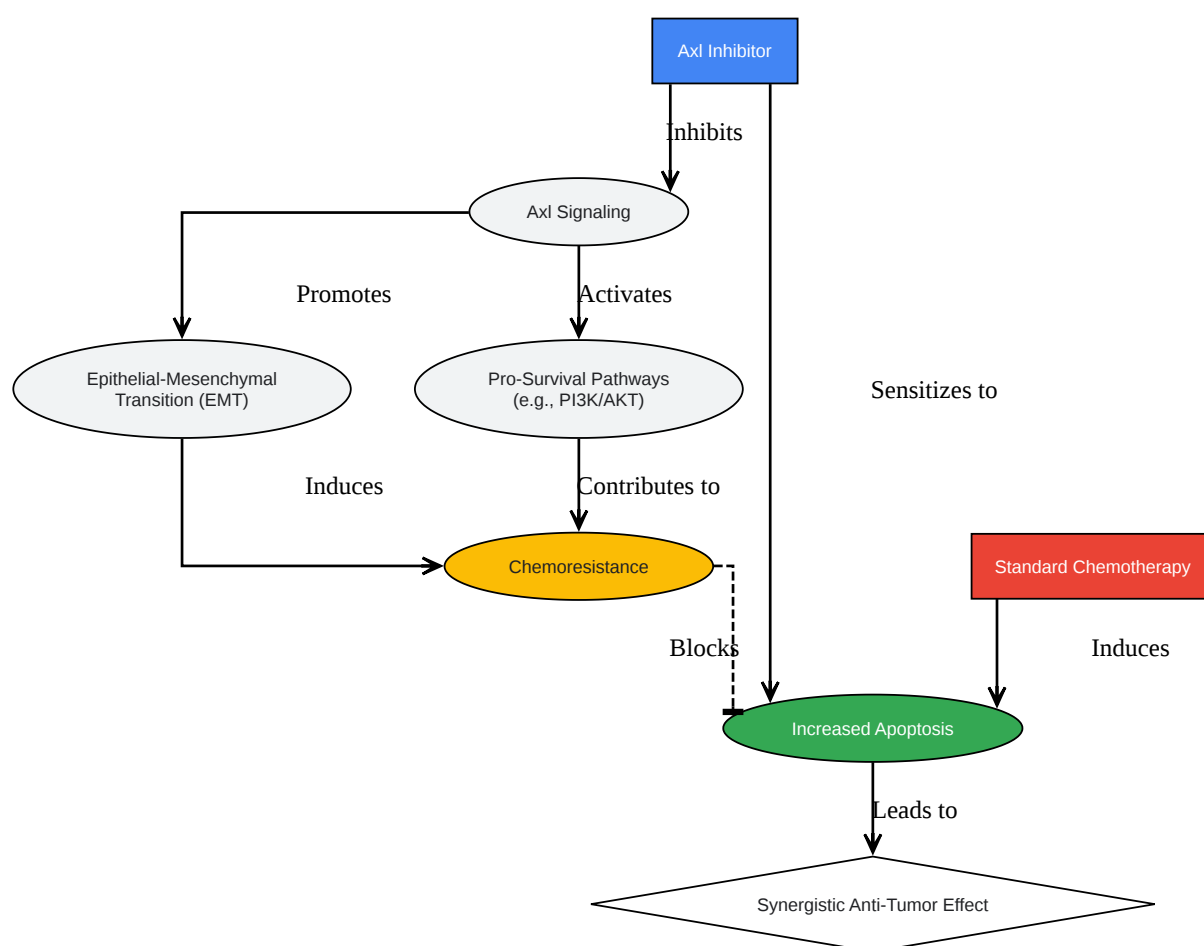 Axl Inhibitor
Inhibits
Axl Signaling
Promotes
Activates
Epithelial-Mesenchymal
Transition (EMT)
Pro-Survival Pathways
(e.g., PI3K/AKT)
Sensitizes to
Induces
Contributes to
Chemoresistance
Standard Chemotherapy
Blocks
Induces
Increased Apoptosis
Leads to
Synergistic Anti-Tumor Effect